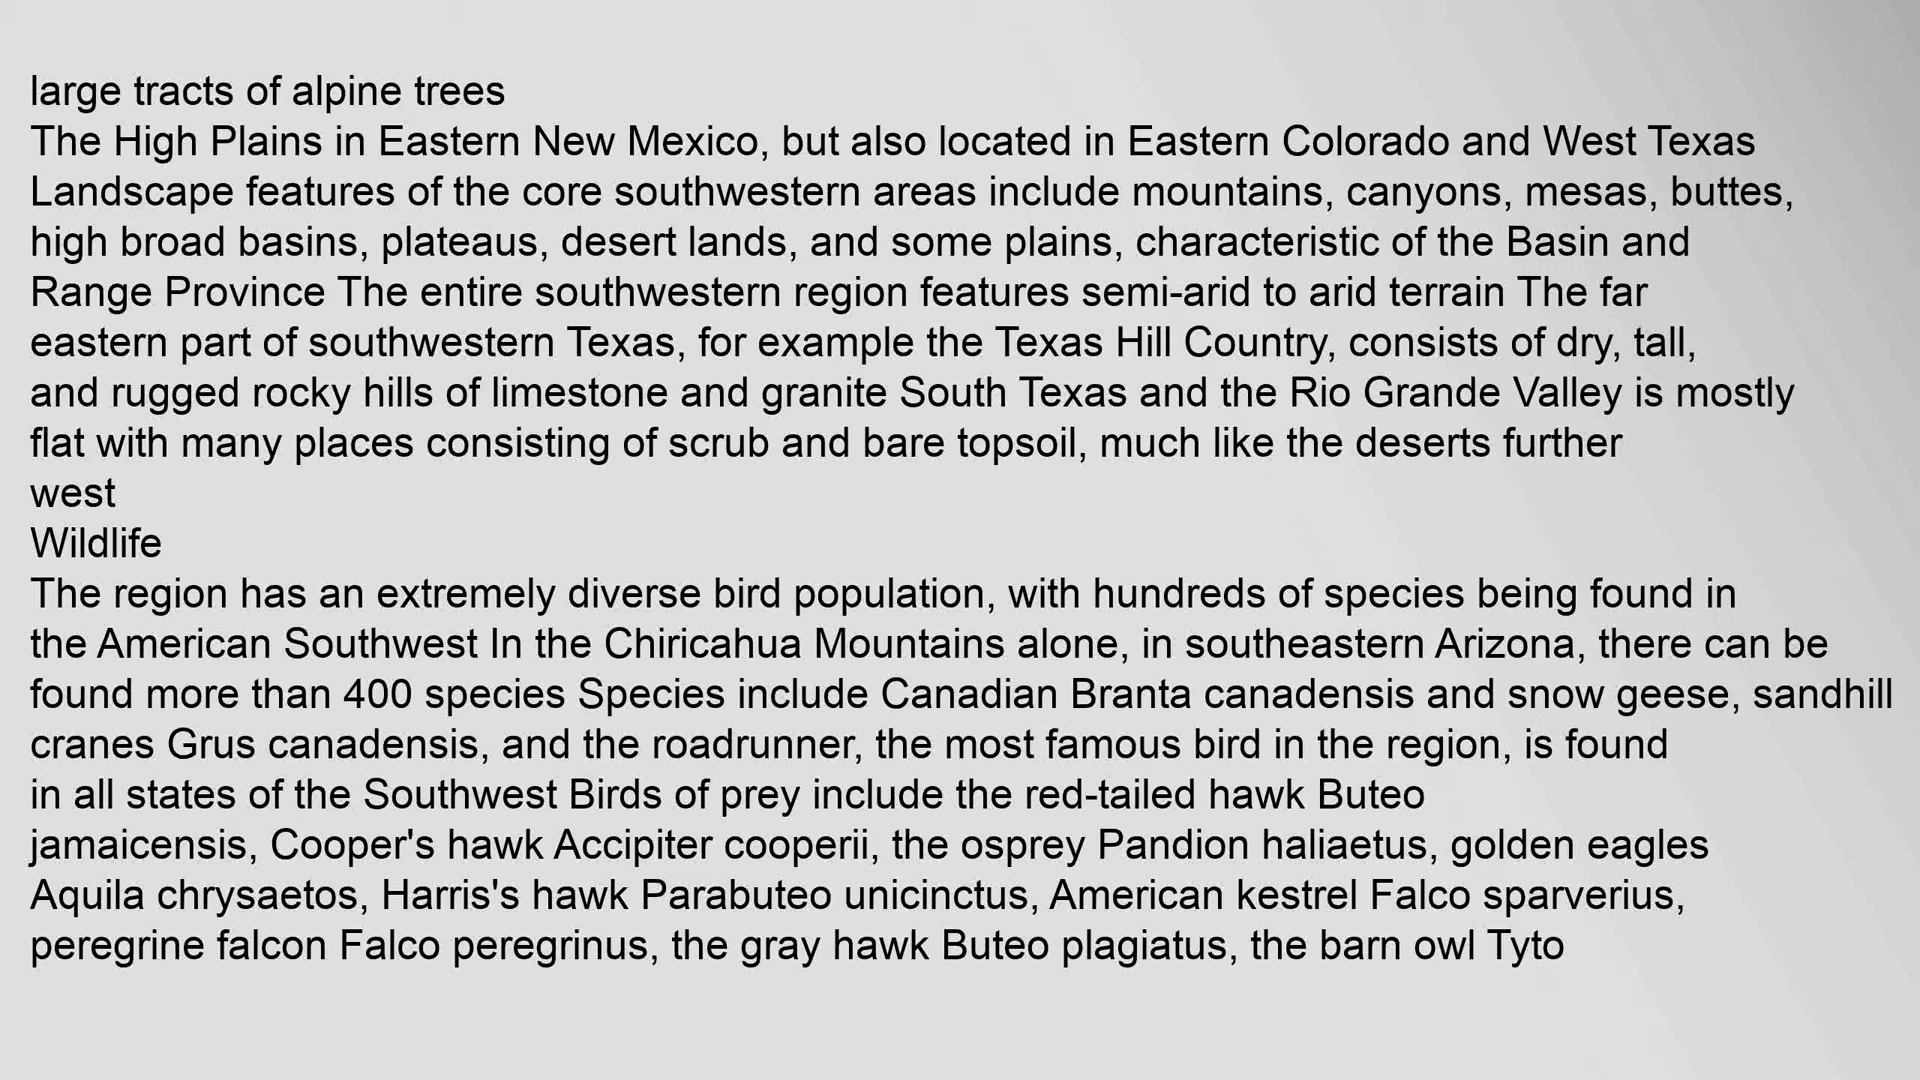 large tracts of alpine trees
The High Plains in Eastern New Mexico, but also located in Eastern Colorado and West Texas
Landscape features of the core southwestern areas include mountains, canyons, mesas, buttes,
high broad basins, plateaus, desert lands, and some plains, characteristic of the Basin and
Range Province The entire southwestern region features semi-arid to arid terrain The far
eastern part of southwestern Texas, for example the Texas Hill Country, consists of dry, tall,
and rugged rocky hills of limestone and granite South Texas and the Rio Grande Valley is mostly
flat with many places consisting of scrub and bare topsoil, much like the deserts further
west
Wildlife
The region has an extremely diverse bird population, with hundreds of species being found in
the American Southwest In the Chiricahua Mountains alone, in southeastern Arizona, there can be
found more than 400 species Species include Canadian Branta canadensis and snow geese, sandhill
cranes Grus canadensis, and the roadrunner, the most famous bird in the region, is found
in all states of the Southwest Birds of prey include the red-tailed hawk Buteo
jamaicensis, Cooper's hawk Accipiter cooperii, the osprey Pandion haliaetus, golden eagles
Aquila chrysaetos, Harris's hawk Parabuteo unicinctus, American kestrel Falco sparverius,
peregrine falcon Falco peregrinus, the gray hawk Buteo plagiatus, the barn owl Tyto